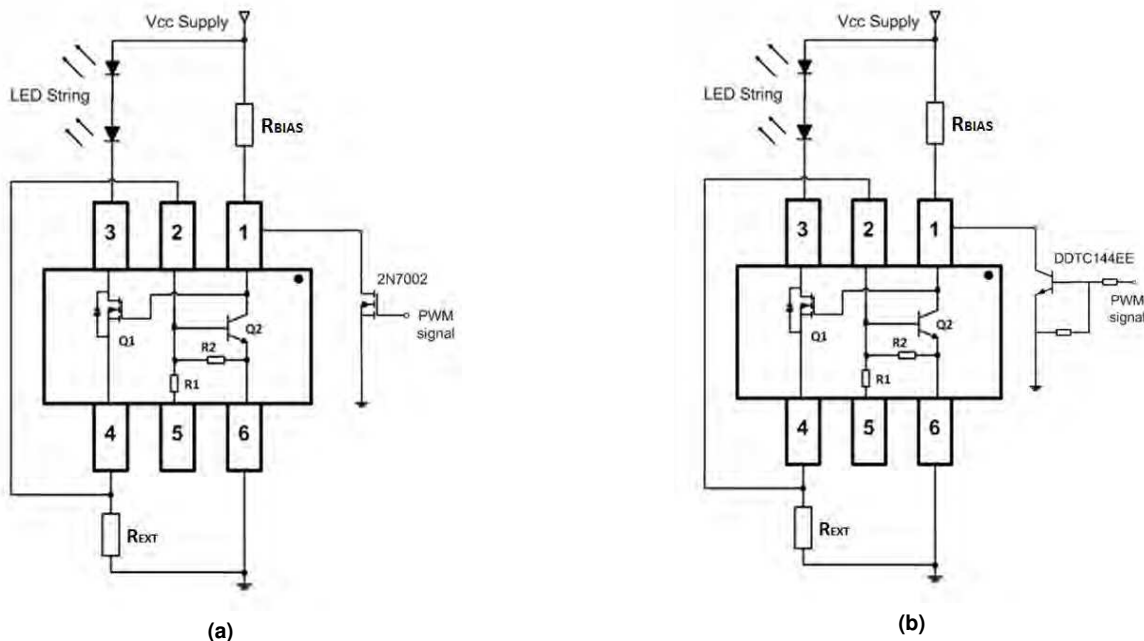 Vcc Supply
LED String
RBIAS
3
2
1
2N7002
PWM
signal
Q1
Q2
R2
R1
4
5
6
REXT
(a)
Vcc Supply
LED String
RBIAS
3
2
1
DDTC144EE
PWM
signal
Q1
Q2
R2
R1
4
5
6
REXT
(b)